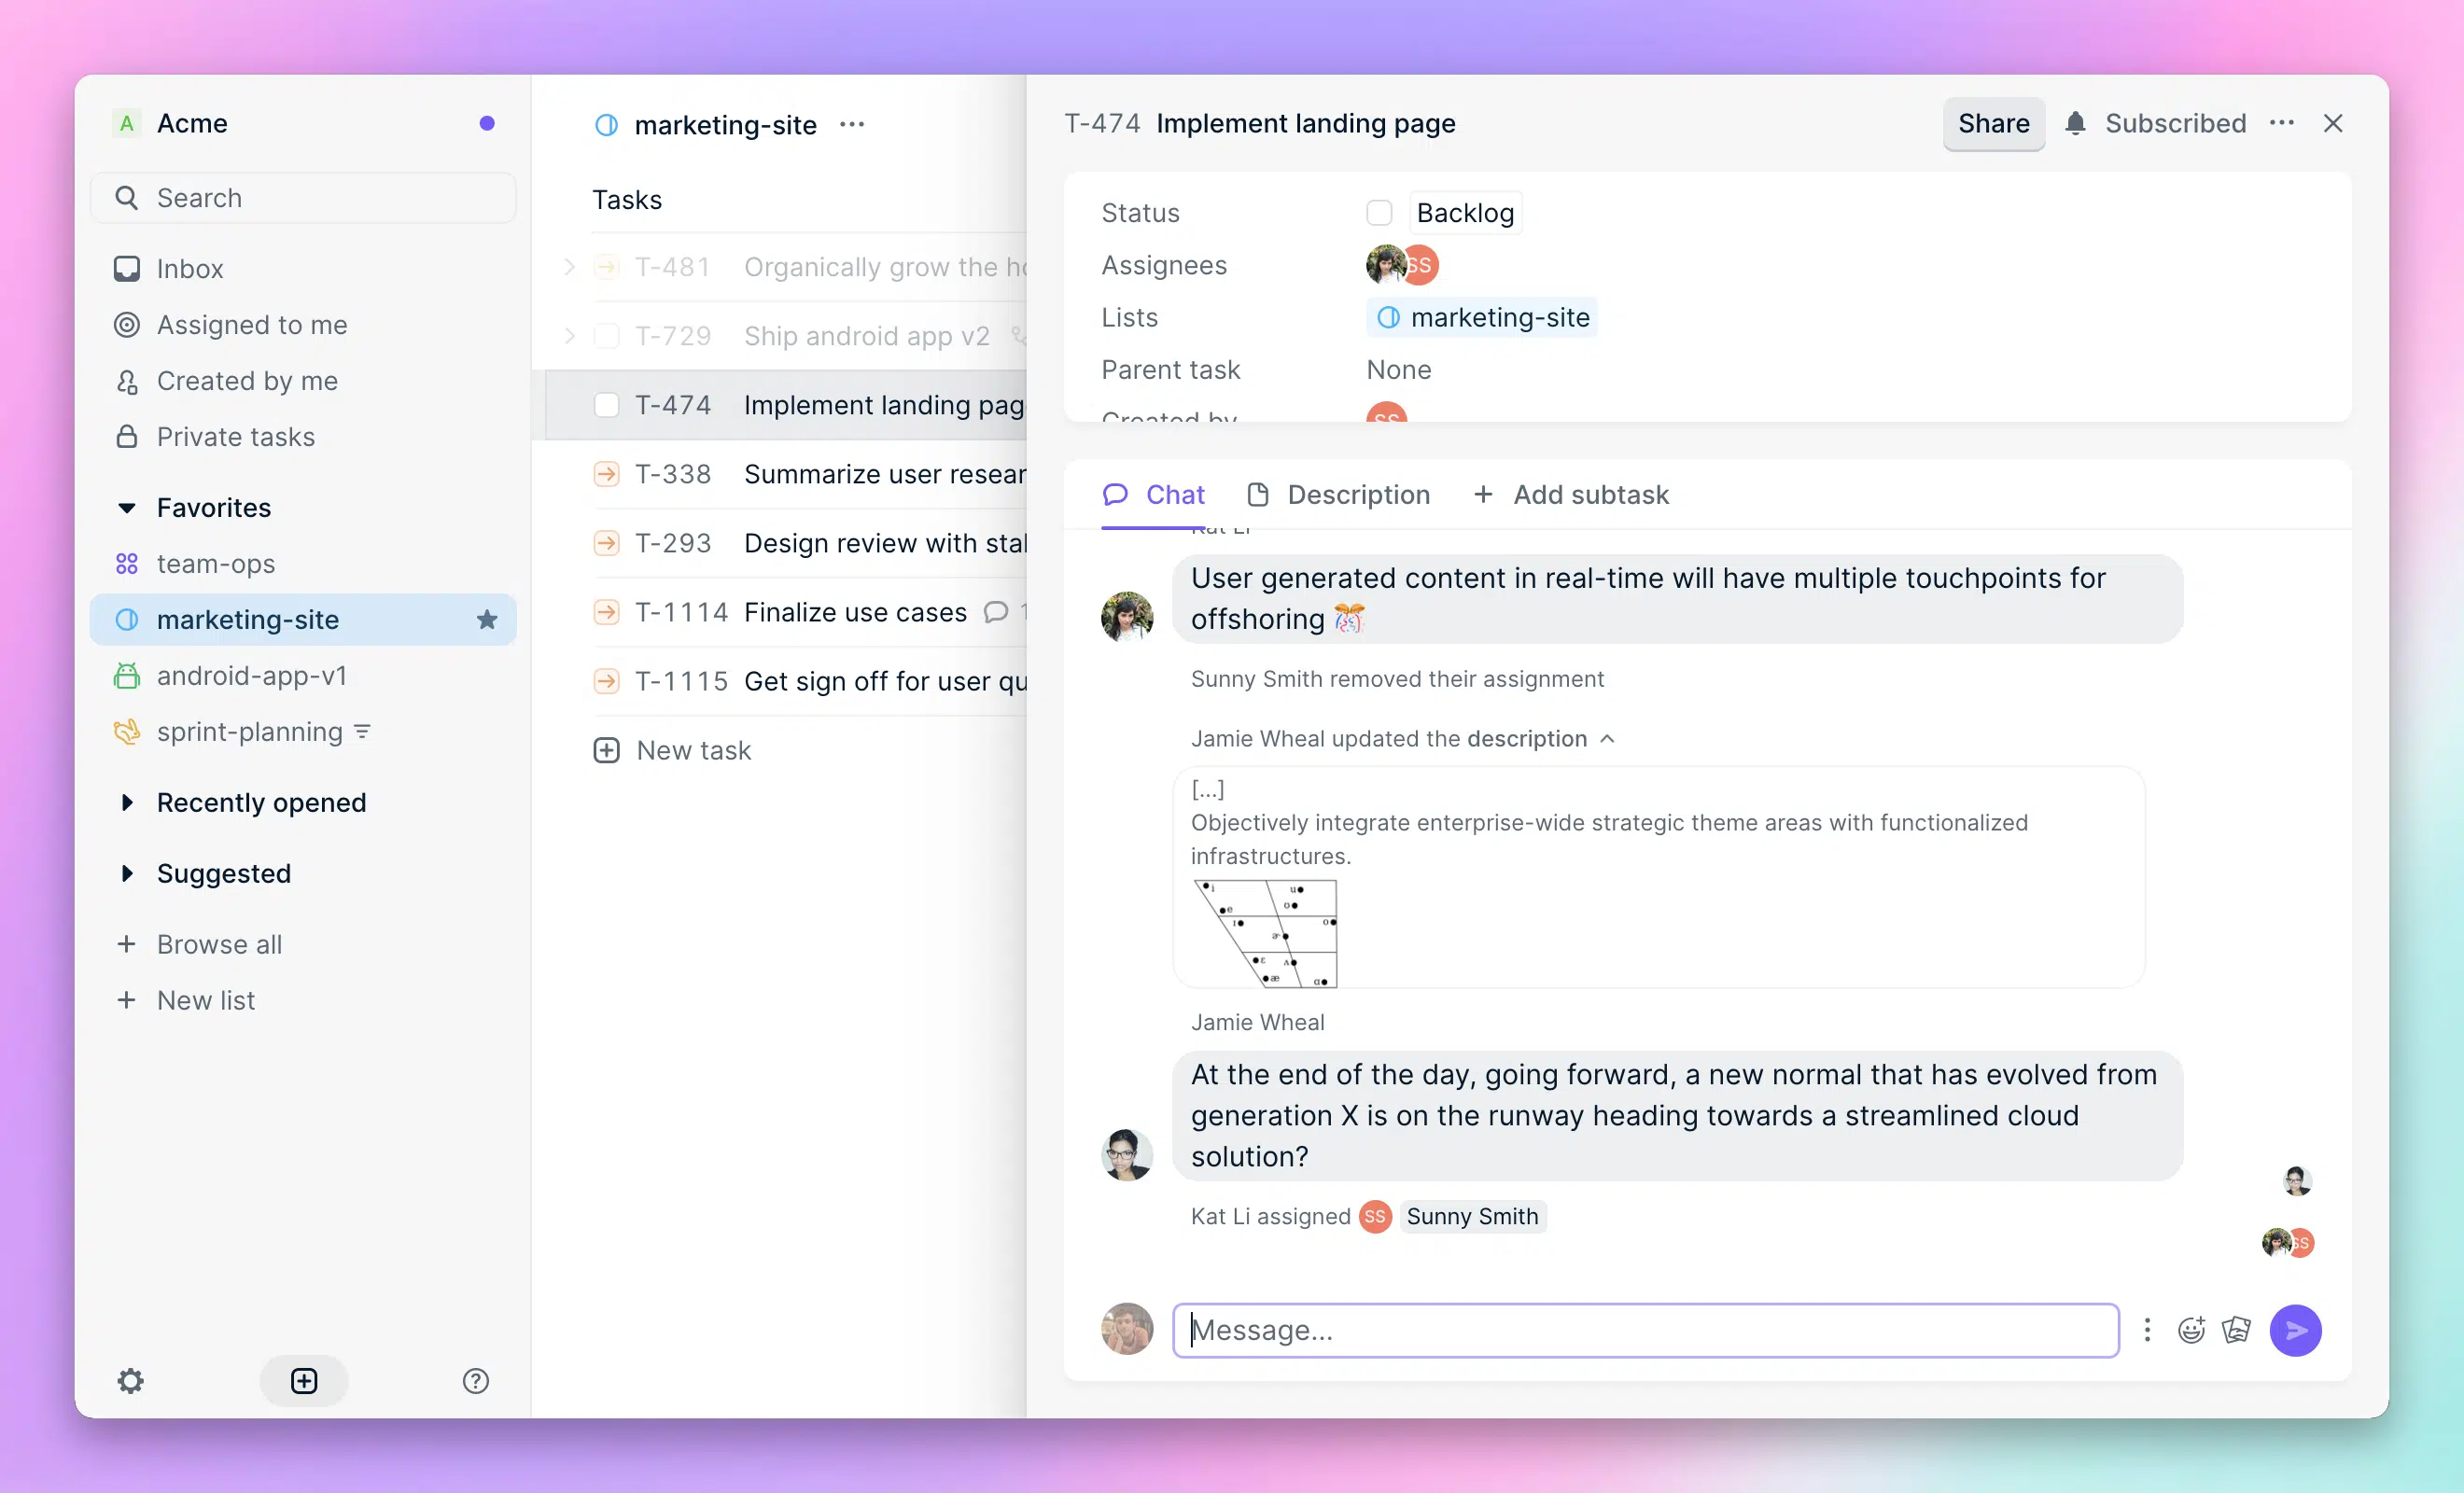 A Acme
Search
Inbox
Assigned to me
Created by me
Private tasks
Favorites
team-ops
marketing-site
android-app-v1
sprint-planning
Recently opened
Suggested
Browse all
New list
marketing-site
Tasks
T-481 Organically grow the
T-729 Ship android app v2
T-474 Implement landing pag
T-338 Summarize user resear
T-293 Design review with stal
T-1114 Finalize use cases 1
T-1115 Get sign off for user qu
New task
T-474 Implement landing page
Share Subscribed
Status Backlog
Assignees SS
Lists marketing-site
Parent task None
Created by SS
Chat Description Add subtask
Kat Li
User generated content in real-time will have multiple touchpoints for
offshoring
Sunny Smith removed their assignment
Jamie Wheal updated the description
[...]
Objectively integrate enterprise-wide strategic theme areas with functionalized
infrastructures.
i u
e ʊ
ɪ o
ɚ
ɛ ʌ
æ ɑ
Jamie Wheal
At the end of the day, going forward, a new normal that has evolved from
generation X is on the runway heading towards a streamlined cloud
solution?
Kat Li assigned SS Sunny Smith
SS
Message...